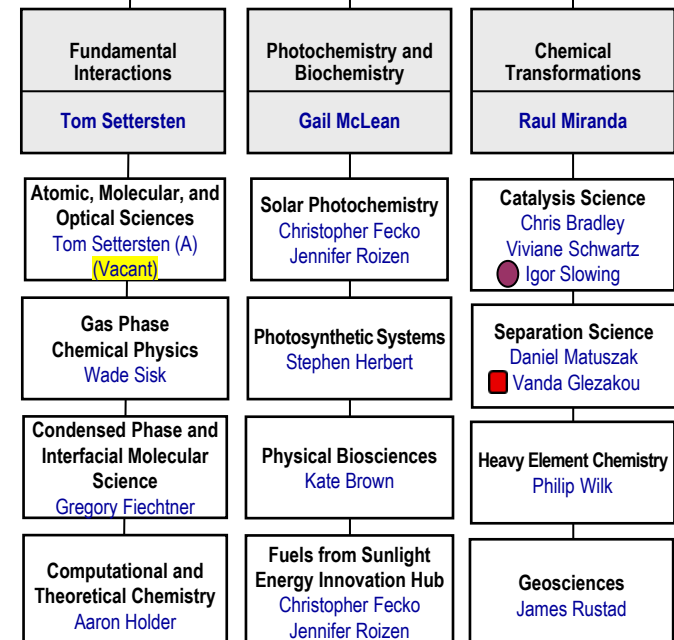 Fundamental
Interactions
Tom Settersten
Atomic, Molecular, and
Optical Sciences
Tom Settersten (A)
(Vacant)
Gas Phase
Chemical Physics
Wade Sisk
Condensed Phase and
Interfacial Molecular
Science
Gregory Fiechtner
Computational and
Theoretical Chemistry
Aaron Holder
Photochemistry and
Biochemistry
Gail McLean
Solar Photochemistry
Christopher Fecko
Jennifer Roizen
Photosynthetic Systems
Stephen Herbert
Physical Biosciences
Kate Brown
Fuels from Sunlight
Energy Innovation Hub
Christopher Fecko
Jennifer Roizen
Chemical
Transformations
Raul Miranda
Catalysis Science
Chris Bradley
Viviane Schwartz
Igor Slowing
Separation Science
Daniel Matuszak
Vanda Glezakou
Heavy Element Chemistry
Philip Wilk
Geosciences
James Rustad